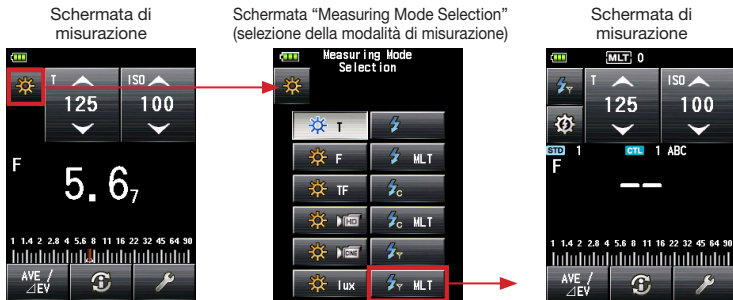 Schermata di
misurazione
T
ISO
125
100
F
5.6₇
1 1.4 2 2.8 4 5.6 8 11 16 22 32 45 64 90
AVE /
⊿EV
Schermata “Measuring Mode Selection”
(selezione della modalità di misurazione)
Measuring Mode
Selection
T
F
MLT
TF
C
HD
C MLT
CINE
Y
lux
Y MLT
Schermata di
misurazione
MLT 0
Y
T
ISO
125
100
STD 1
CTL 1 ABC
F
--
1 1.4 2 2.8 4 5.6 8 11 16 22 32 45 64 90
AVE /
⊿EV